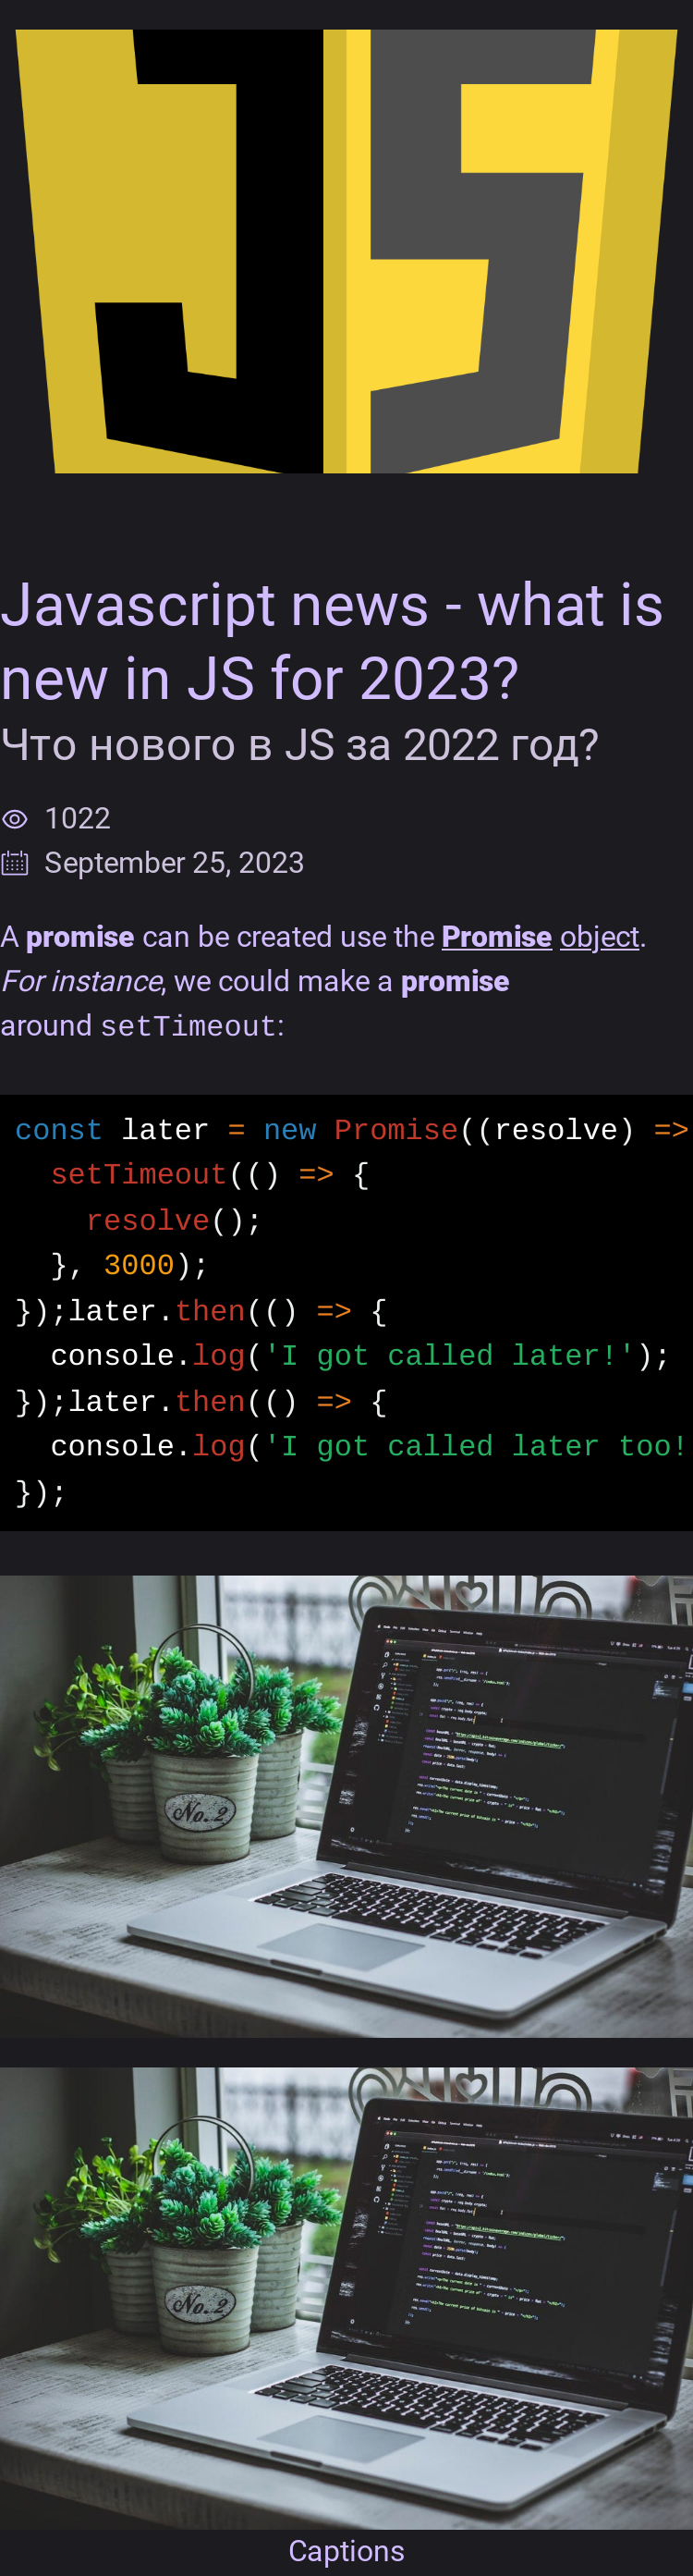 JS
Javascript news - what is
new in JS for 2023?
Что нового в JS за 2022 год?
1022
September 25, 2023
A promise can be created use the Promise object.
For instance, we could make a promise
around setTimeout:
const later = new Promise((resolve) =>
setTimeout(() => {
resolve();
}, 3000);
});later.then(() => {
console.log('I got called later!');
});later.then(() => {
console.log('I got called later too!
});
No. 2
No. 2
Captions